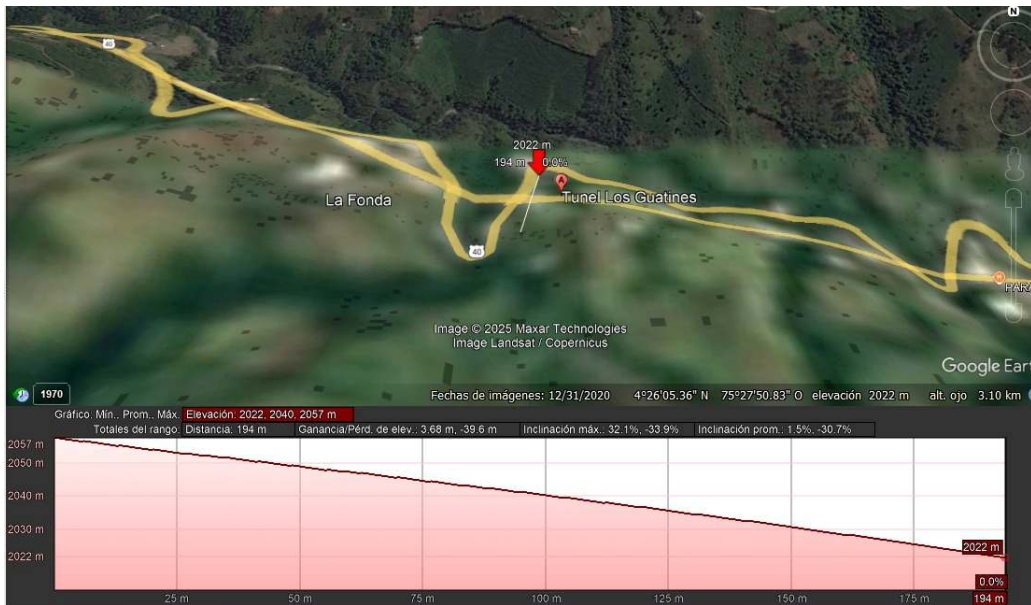 N
40
2022 m
194 m 0.0%
A
Tunel Los Guatines
La Fonda
40
H
Image © 2025 Maxar Technologies
Image Landsat / Copernicus
Google Eart
1970
Fechas de imágenes: 12/31/2020 4°26'05.36" N 75°27'50.83" O elevación 2022 m alt. ojo 3.10 km
Gráfico: Mín., Prom., Máx. Elevación: 2022, 2040, 2057 m
Totales del rango: Distancia: 194 m Ganancia/Pérd. de elev.: 3.68 m, -39.6 m Inclinación máx.: 32.1%, -33.9% Inclinación prom.: 1.5%, -30.7%
2057 m
2050 m
2040 m
2030 m
2022 m
2022 m
0.0%
25 m 50 m 75 m 100 m 125 m 150 m 175 m 194 m